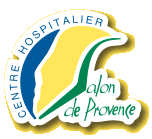 CENTRE HOSPITALIER
Salon
de Provence